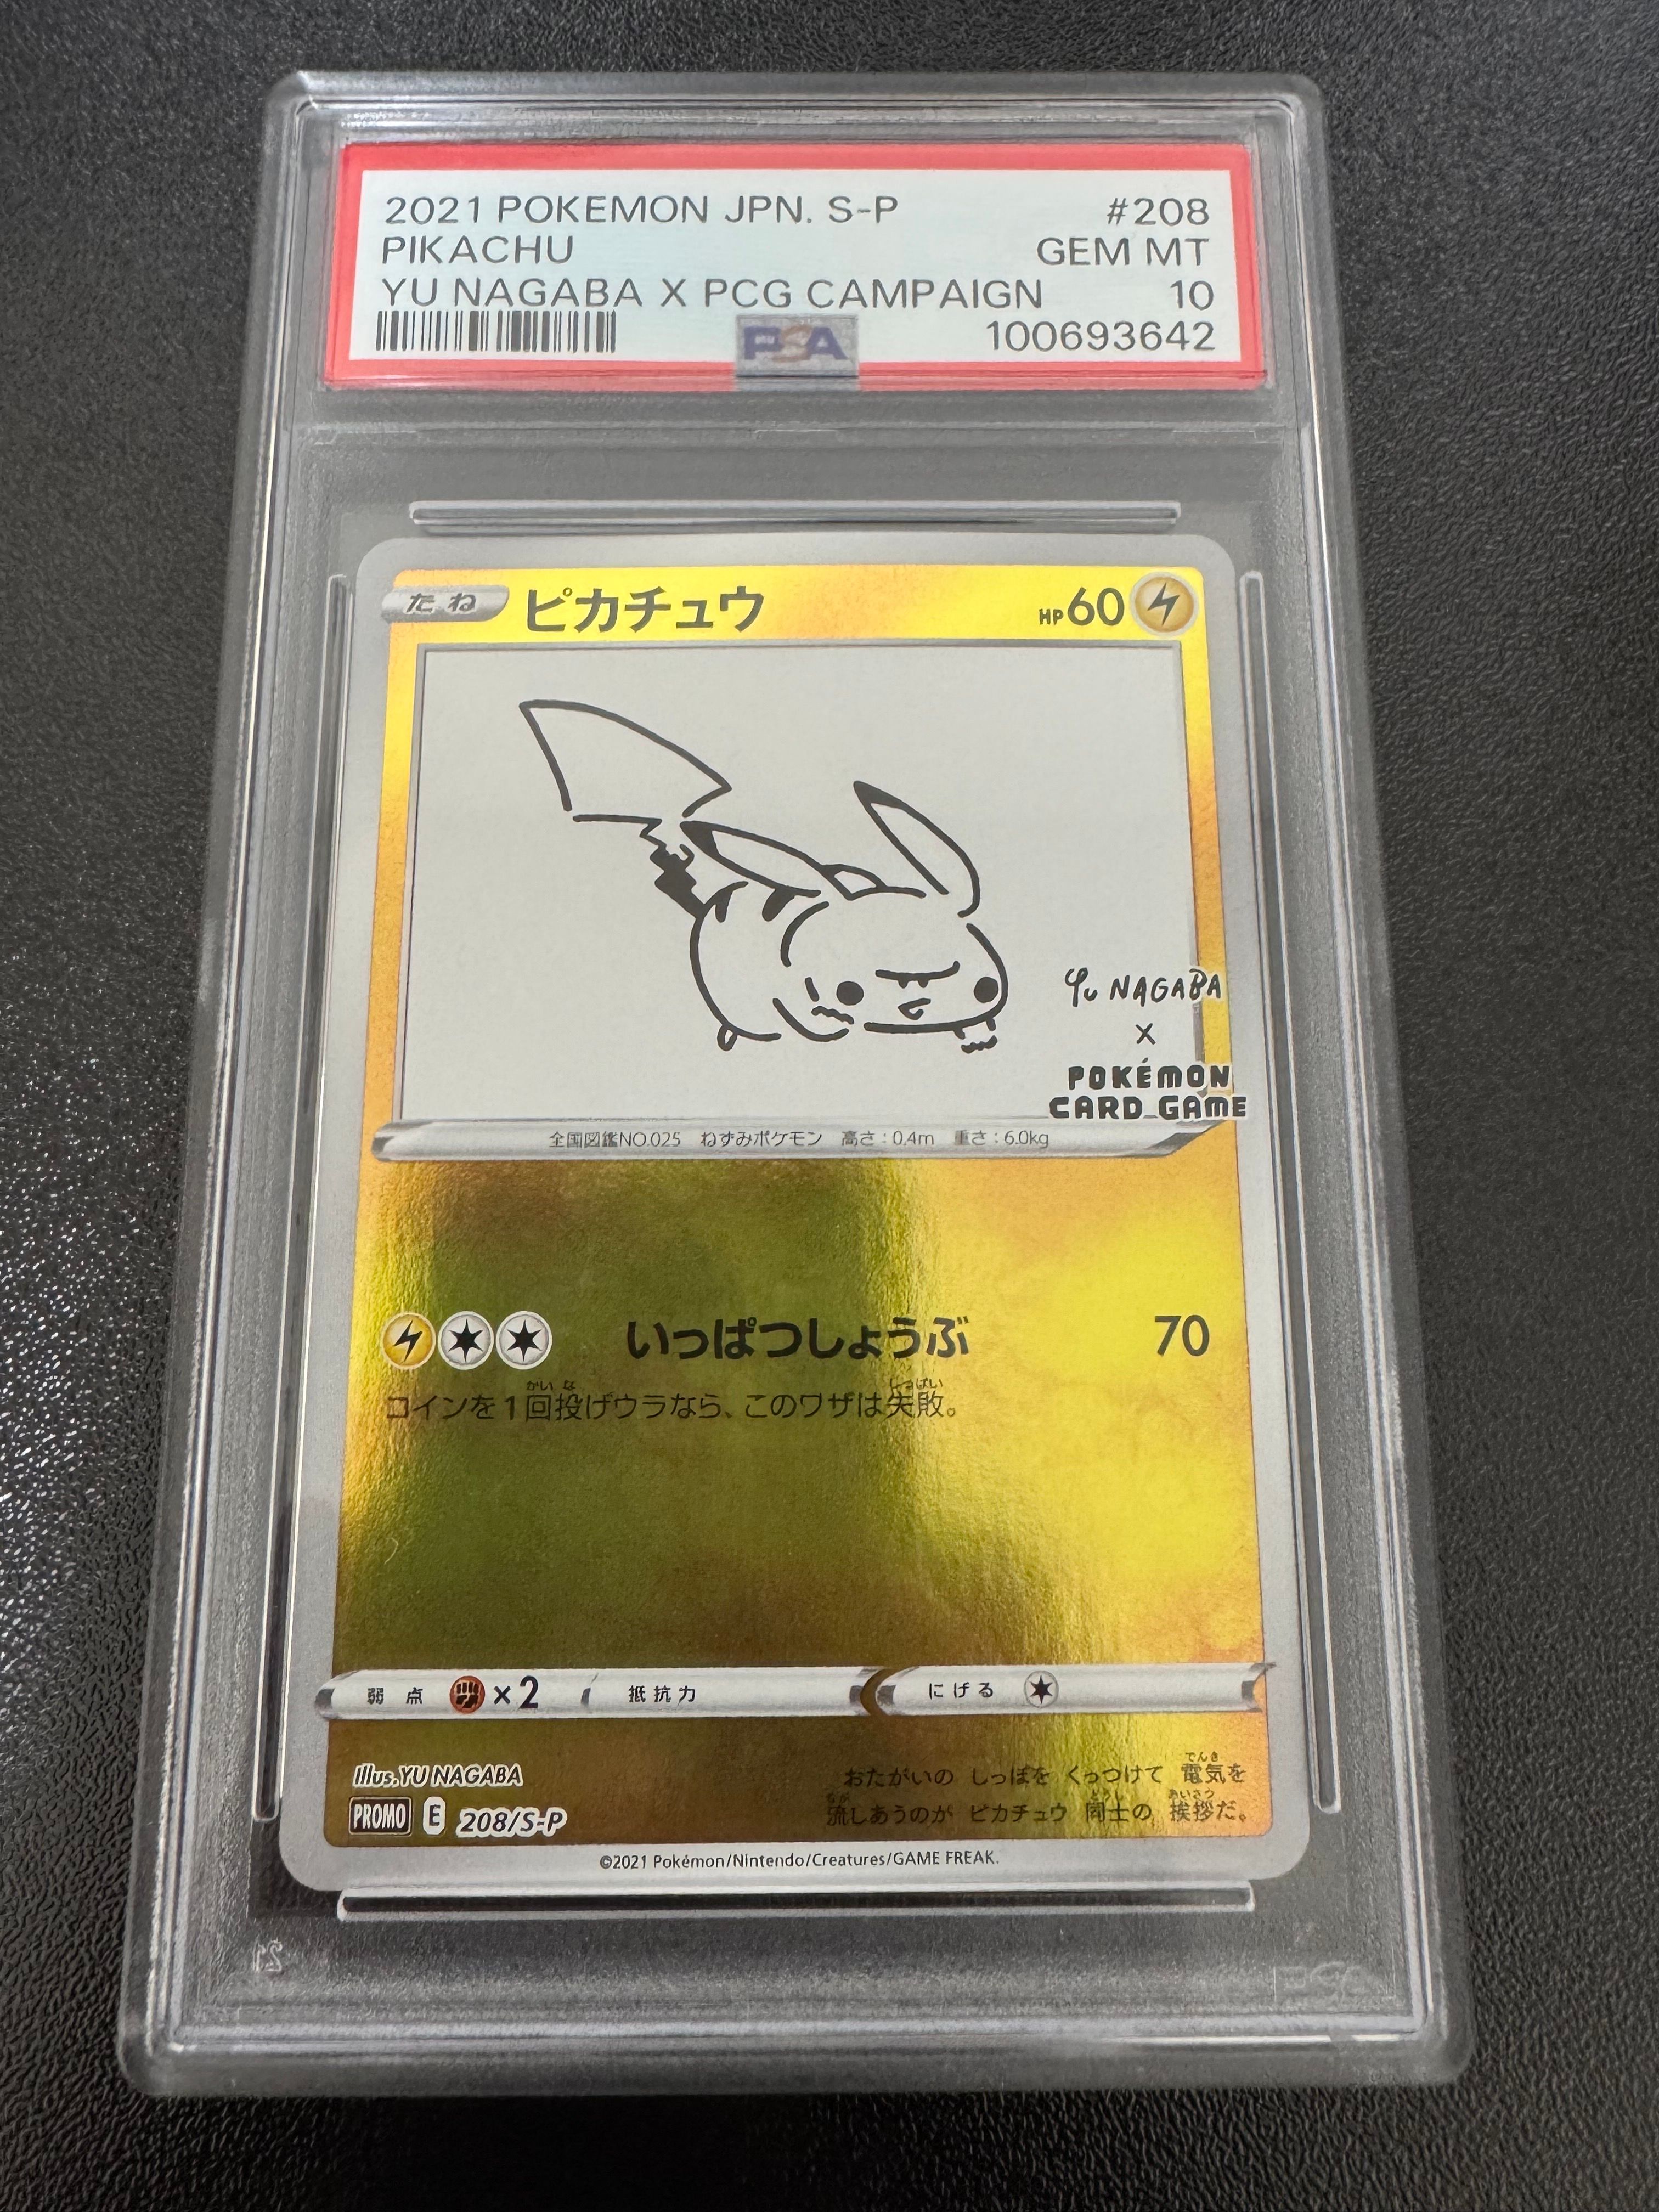 2021 POKEMON JPN. S-P #208
PIKACHU GEM MT
YU NAGABA X PCG CAMPAIGN 10
PSA 100693642
たね ピカチュウ HP60
YU NAGABA
X
POKÉMON
CARD GAME
全国図鑑NO.025 ねずみポケモン 高さ:0.4m 重さ:6.0kg
いっぱつしょうぶ 70
コインを1回投げウラなら、このワザは失敗。
弱点 ×2 抵抗力 にげる
Illus. YU NAGABA
PROMO E 208/S-P
おたがいの しっぽを くっつけて 電気を
流しあうのが ピカチュウ 同士の 挨拶だ。
©2021 Pokémon/Nintendo/Creatures/GAME FREAK.